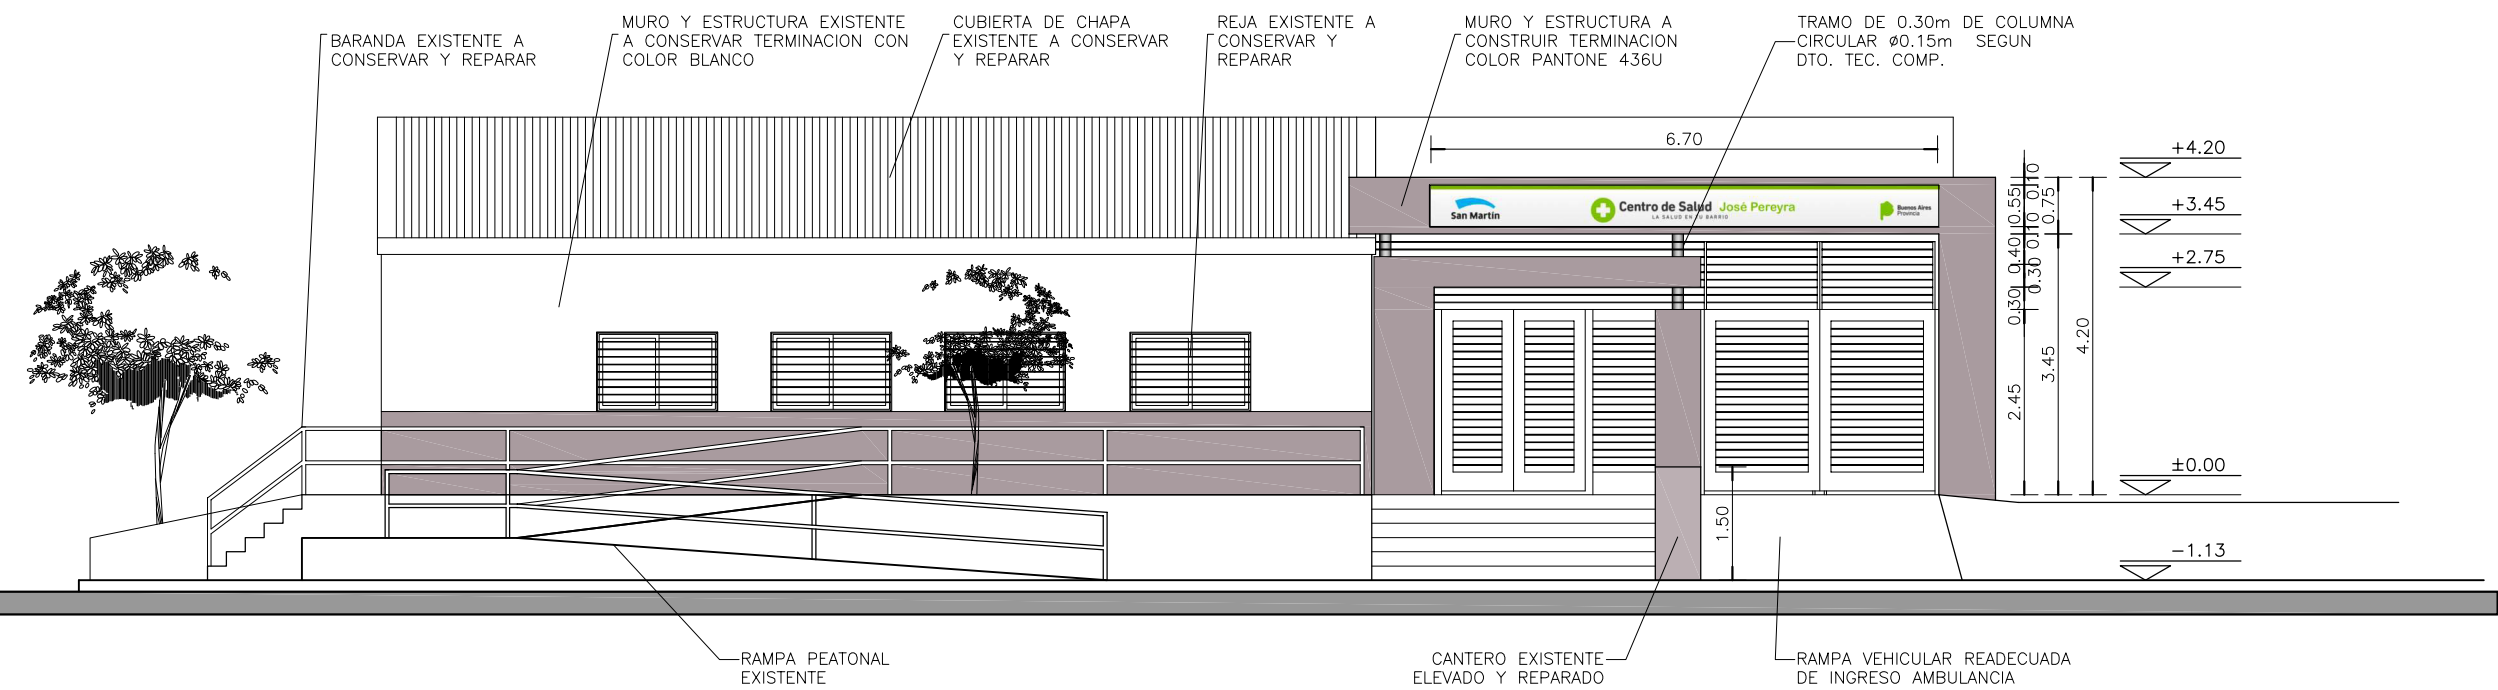 BARANDA EXISTENTE A
CONSERVAR Y REPARAR
MURO Y ESTRUCTURA EXISTENTE
A CONSERVAR TERMINACION CON
COLOR BLANCO
CUBIERTA DE CHAPA
EXISTENTE A CONSERVAR
Y REPARAR
REJA EXISTENTE A
CONSERVAR Y
REPARAR
MURO Y ESTRUCTURA A
CONSTRUIR TERMINACION
COLOR PANTONE 436U
TRAMO DE 0.30m DE COLUMNA
CIRCULAR ø0.15m SEGUN
DTO. TEC. COMP.
6.70
San Martín
Centro de Salud José Pereyra
LA SALUD EN TU BARRIO
Buenos Aires
Provincia
0.10
0.55
0.10
0.75
0.40
0.30
0.30
2.45
3.45
4.20
1.50
+4.20
+3.45
+2.75
±0.00
−1.13
RAMPA PEATONAL
EXISTENTE
CANTERO EXISTENTE
ELEVADO Y REPARADO
RAMPA VEHICULAR READECUADA
DE INGRESO AMBULANCIA